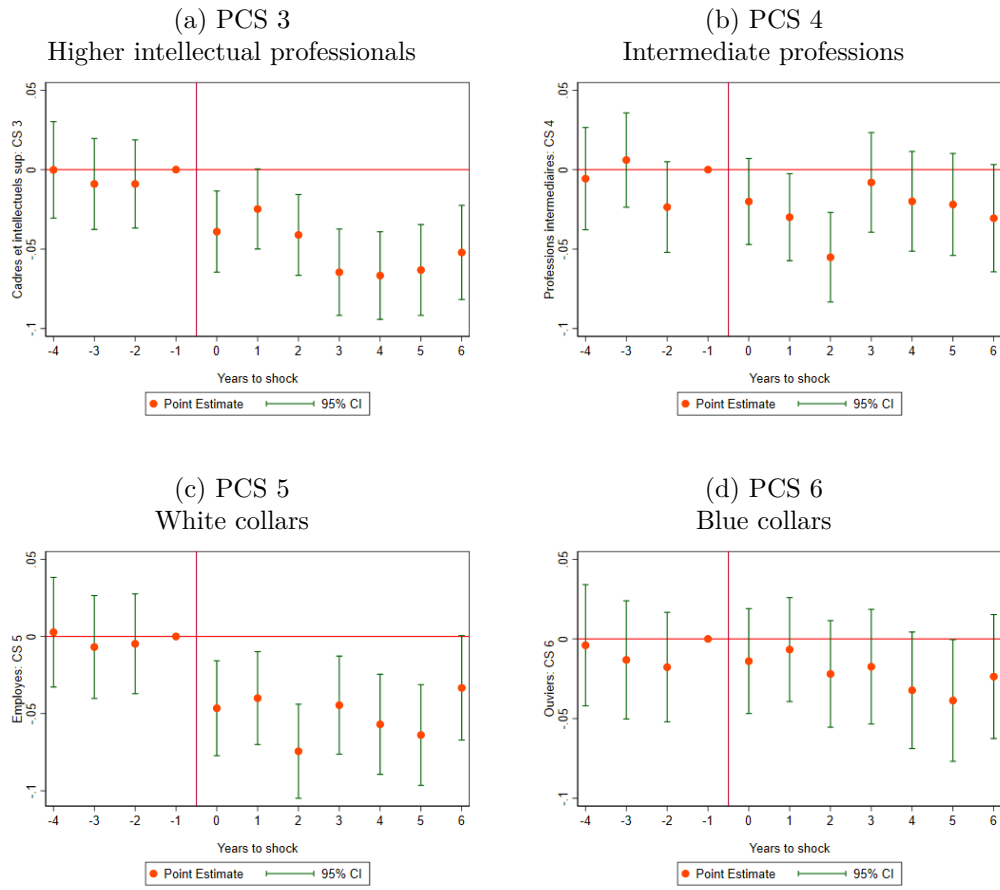 (a) PCS 3
Higher intellectual professionals
Cadres et intellectuels sup: CS 3
.05
0
-.05
-.1
-4 -3 -2 -1 0 1 2 3 4 5 6
Years to shock
Point Estimate 95% CI
(b) PCS 4
Intermediate professions
Professions intermediaires: CS 4
.05
0
-.05
-.1
-4 -3 -2 -1 0 1 2 3 4 5 6
Years to shock
Point Estimate 95% CI
(c) PCS 5
White collars
Employes: CS 5
.05
0
-.05
-.1
-4 -3 -2 -1 0 1 2 3 4 5 6
Years to shock
Point Estimate 95% CI
(d) PCS 6
Blue collars
Ouviers: CS 6
.05
0
-.05
-.1
-4 -3 -2 -1 0 1 2 3 4 5 6
Years to shock
Point Estimate 95% CI